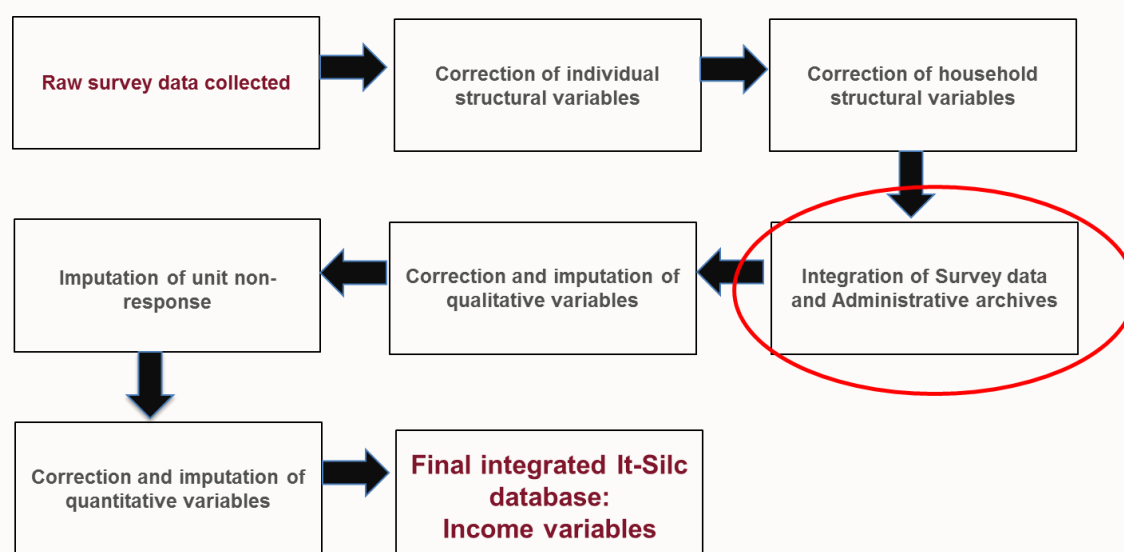 Raw survey data collected
Correction of individual
structural variables
Correction of household
structural variables
Integration of Survey data
and Administrative archives
Correction and imputation of
qualitative variables
Imputation of unit non-
response
Correction and imputation of
quantitative variables
Final integrated It-Silc
database:
Income variables